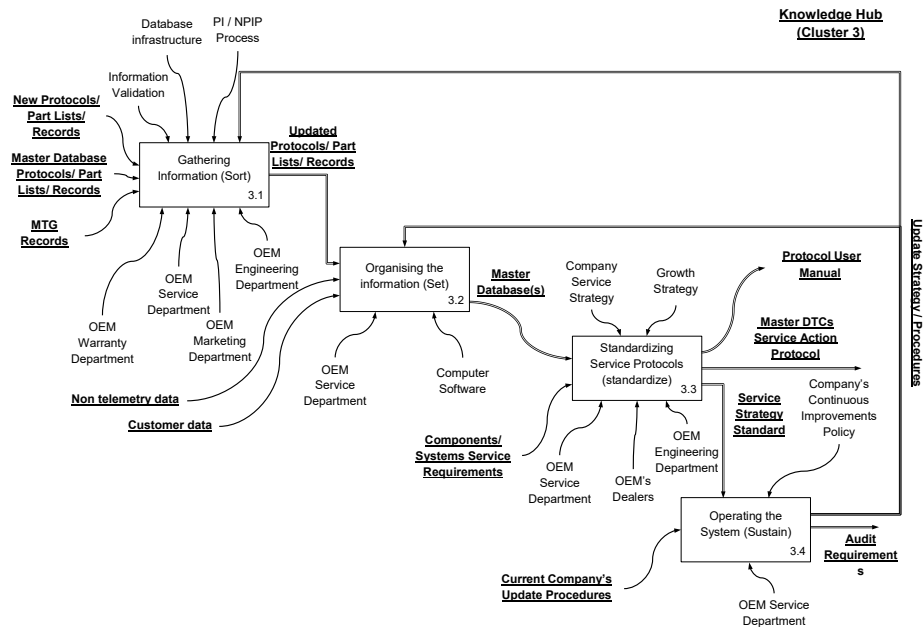 Knowledge Hub
(Cluster 3)
Database
infrastructure
PI / NPIP
Process
Information
Validation
New Protocols/
Part Lists/
Records
Master Database
Protocols/ Part
Lists/ Records
MTG
Records
Gathering
Information (Sort)
3.1
Updated
Protocols/ Part
Lists/ Records
OEM
Warranty
Department
OEM
Service
Department
OEM
Marketing
Department
OEM
Engineering
Department
Organising the
information (Set)
3.2
Master
Database(s)
OEM
Service
Department
Computer
Software
Non telemetry data
Customer data
Company
Service
Strategy
Growth
Strategy
Standardizing
Service Protocols
(standardize)
3.3
Protocol User
Manual
Master DTCs
Service Action
Protocol
Components/
Systems Service
Requirements
OEM
Service
Department
OEM's
Dealers
OEM
Engineering
Department
Service
Strategy
Standard
Company's
Continuous
Improvements
Policy
Operating the
System (Sustain)
3.4
Current Company's
Update Procedures
OEM Service
Department
Audit
Requirement
s
Update Strategy / Procedures